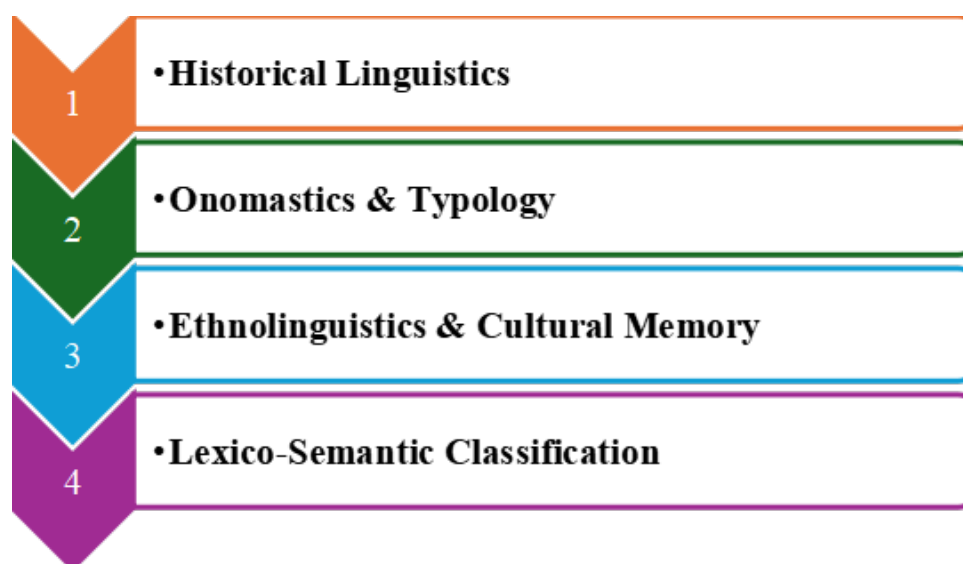 1
•Historical Linguistics
2
•Onomastics & Typology
3
•Ethnolinguistics & Cultural Memory
4
•Lexico-Semantic Classification